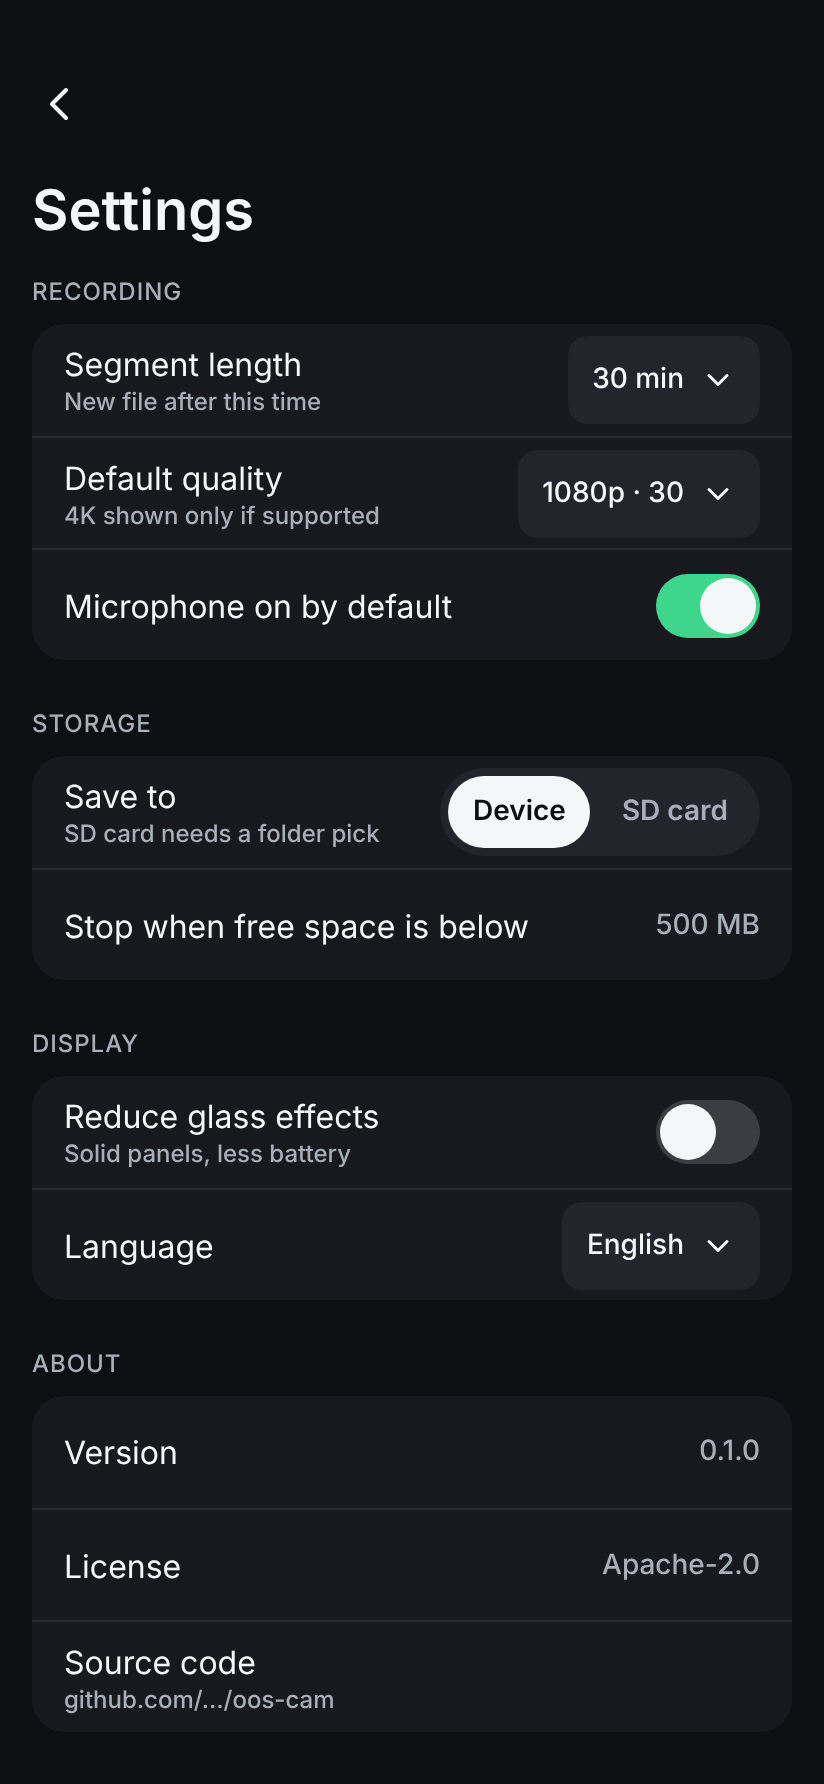 Settings
RECORDING
Segment length
New file after this time
30 min
Default quality
4K shown only if supported
1080p · 30
Microphone on by default
STORAGE
Save to
SD card needs a folder pick
Device
SD card
Stop when free space is below
500 MB
DISPLAY
Reduce glass effects
Solid panels, less battery
Language
English
ABOUT
Version
0.1.0
License
Apache-2.0
Source code
github.com/.../oos-cam